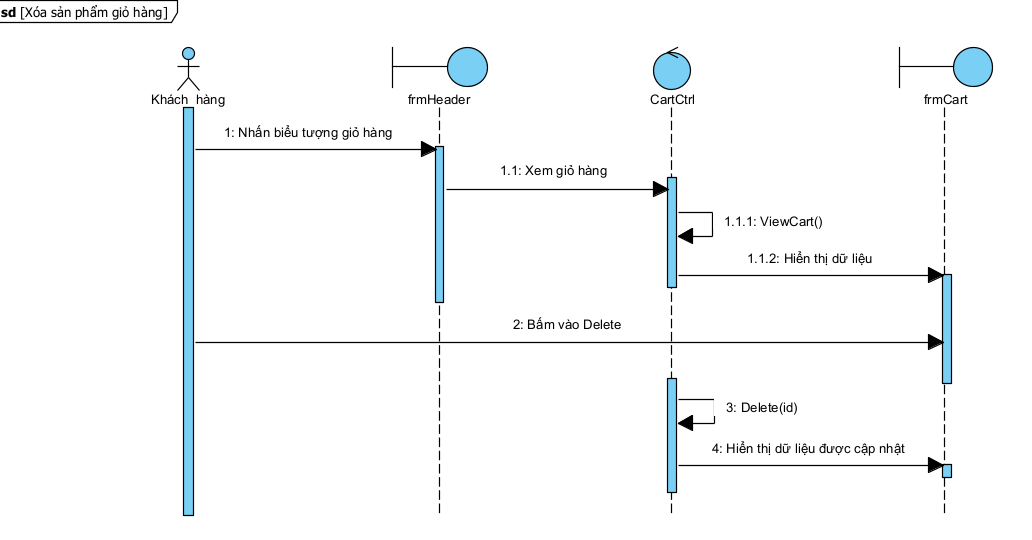 sd [Xóa sản phẩm giỏ hàng]
Khách hàng
frmHeader
CartCtrl
frmCart
1: Nhấn biểu tượng giỏ hàng
1.1: Xem giỏ hàng
1.1.1: ViewCart()
1.1.2: Hiển thị dữ liệu
2: Bấm vào Delete
3: Delete(id)
4: Hiển thị dữ liệu được cập nhật